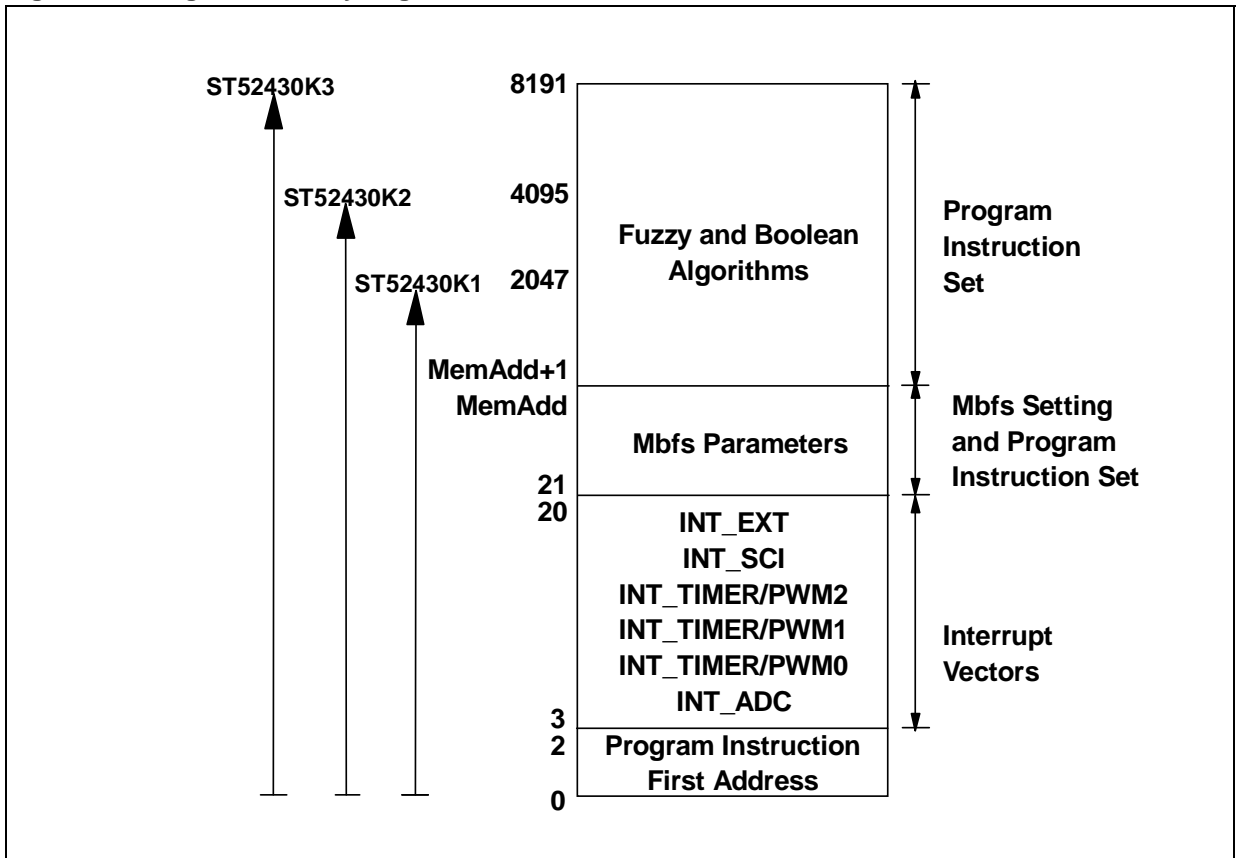 ST52430K3
8191
ST52430K2
4095
Fuzzy and Boolean
Algorithms
Program
Instruction
Set
ST52430K1
2047
MemAdd+1
MemAdd
Mbfs Parameters
Mbfs Setting
and Program
Instruction Set
21
20
INT_EXT
INT_SCI
INT_TIMER/PWM2
INT_TIMER/PWM1
INT_TIMER/PWM0
INT_ADC
Interrupt
Vectors
3
2
Program Instruction
First Address
0